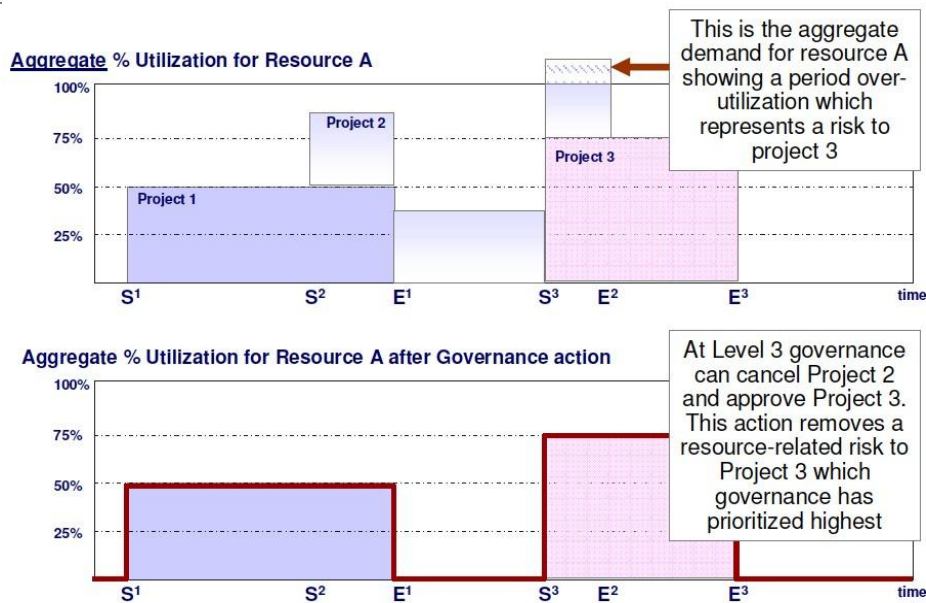 Aggregate % Utilization for Resource A
This is the aggregate
demand for resource A
showing a period over-
utilization which
represents a risk to
project 3
100%
75%
50%
25%
Project 1
Project 2
Project 3
S1
S2
E1
S3
E2
E3
time
Aggregate % Utilization for Resource A after Governance action
At Level 3 governance
can cancel Project 2
and approve Project 3.
This action removes a
resource-related risk to
Project 3 which
governance has
prioritized highest
100%
75%
50%
25%
S1
S2
E1
S3
E2
E3
time